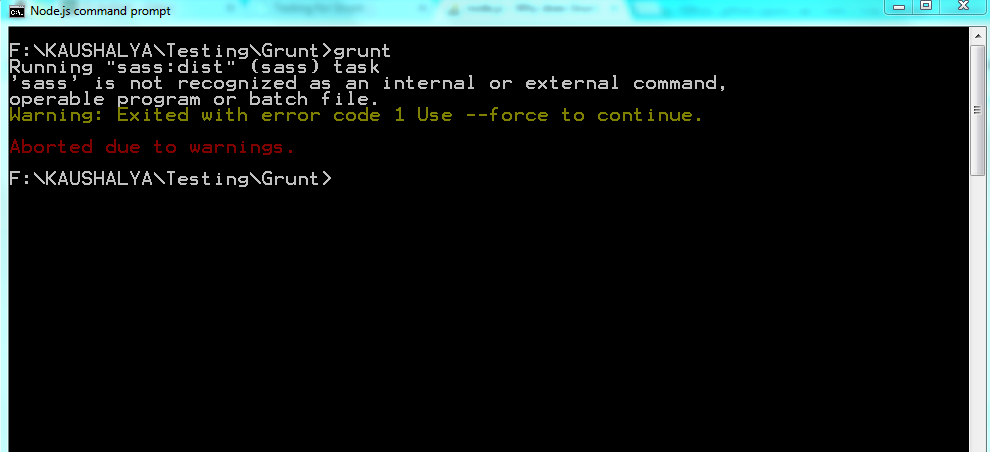 Node.js command prompt
F:\KAUSHALYA\Testing\Grunt>grunt
Running "sass:dist" (sass) task
'sass' is not recognized as an internal or external command,
operable program or batch file.
Warning: Exited with error code 1 Use --force to continue.
Aborted due to warnings.
F:\KAUSHALYA\Testing\Grunt>